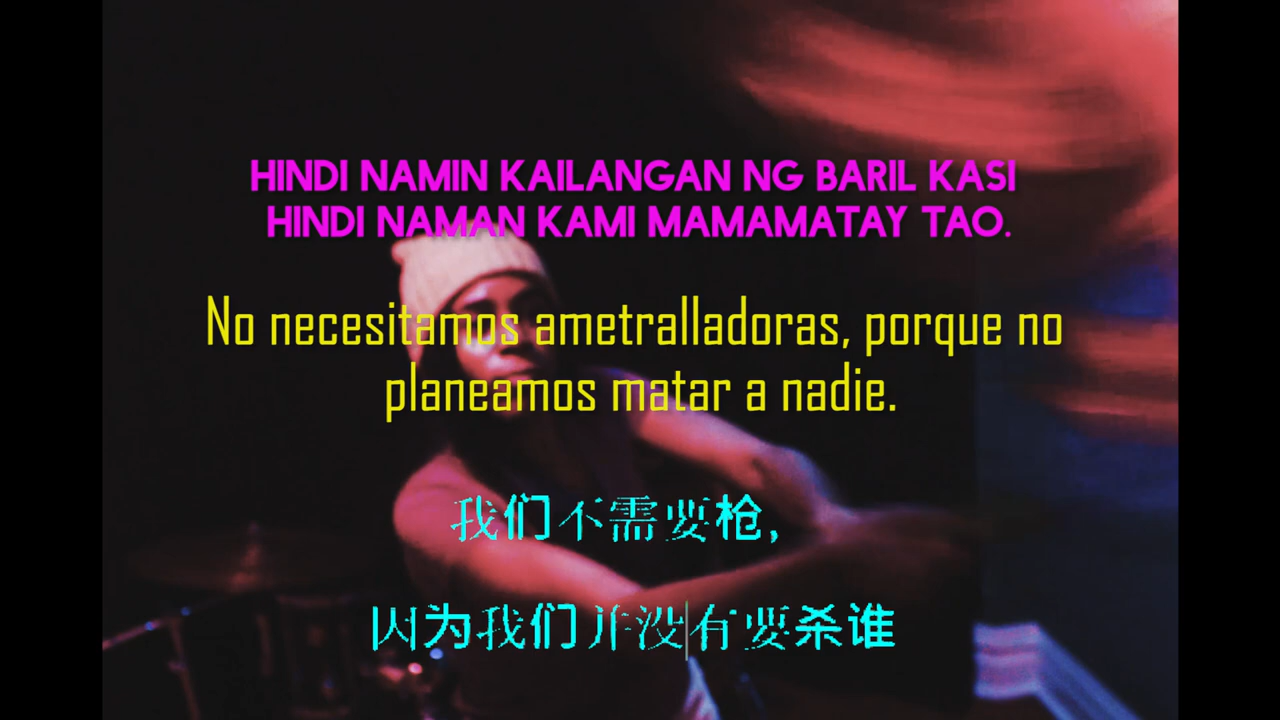 HINDI NAMIN KAILANGAN NG BARIL KASI
HINDI NAMAN KAMI MAMAMATAY TAO.
No necesitamos ametralladoras, porque no
planeamos matar a nadie.
我们不需要枪，
因为我们并没有要杀谁